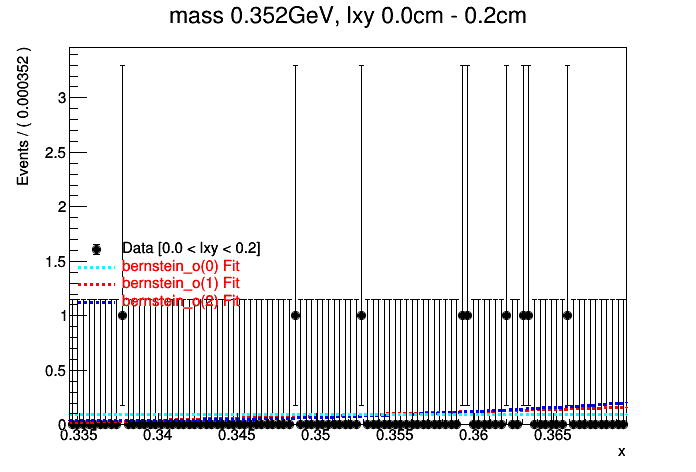 mass 0.352GeV, lxy 0.0cm - 0.2cm
Events / ( 0.000352 )
3
2.5
2
1.5
1
0.5
0
Data [0.0 < lxy < 0.2]
bernstein_o(0) Fit
bernstein_o(1) Fit
bernstein_o(2) Fit
0.335 0.34 0.345 0.35 0.355 0.36 0.365
x